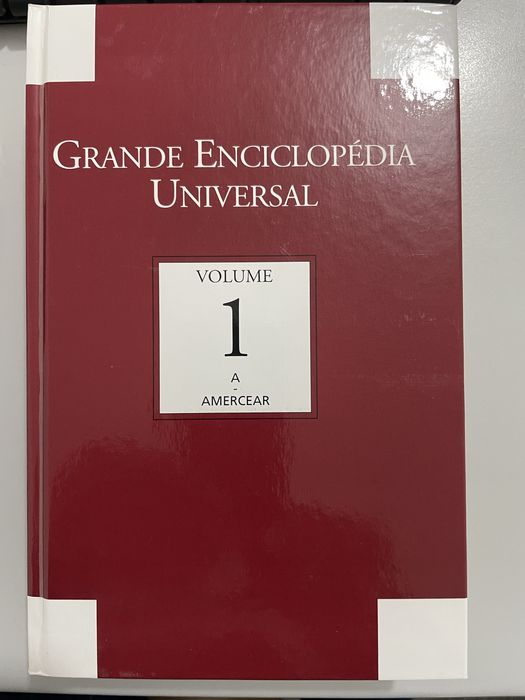 GRANDE ENCICLOPÉDIA
UNIVERSAL
VOLUME
1
A
-
AMERCEAR